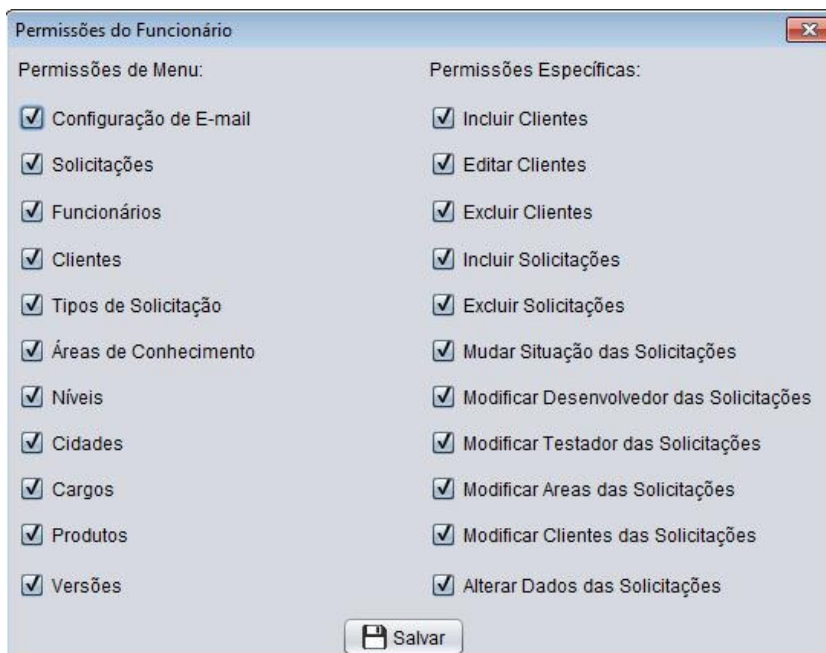 Permissões do Funcionário
Permissões de Menu:
Configuração de E-mail
Solicitações
Funcionários
Clientes
Tipos de Solicitação
Áreas de Conhecimento
Níveis
Cidades
Cargos
Produtos
Versões
Permissões Específicas:
Incluir Clientes
Editar Clientes
Excluir Clientes
Incluir Solicitações
Excluir Solicitações
Mudar Situação das Solicitações
Modificar Desenvolvedor das Solicitações
Modificar Testador das Solicitações
Modificar Areas das Solicitações
Modificar Clientes das Solicitações
Alterar Dados das Solicitações
Salvar